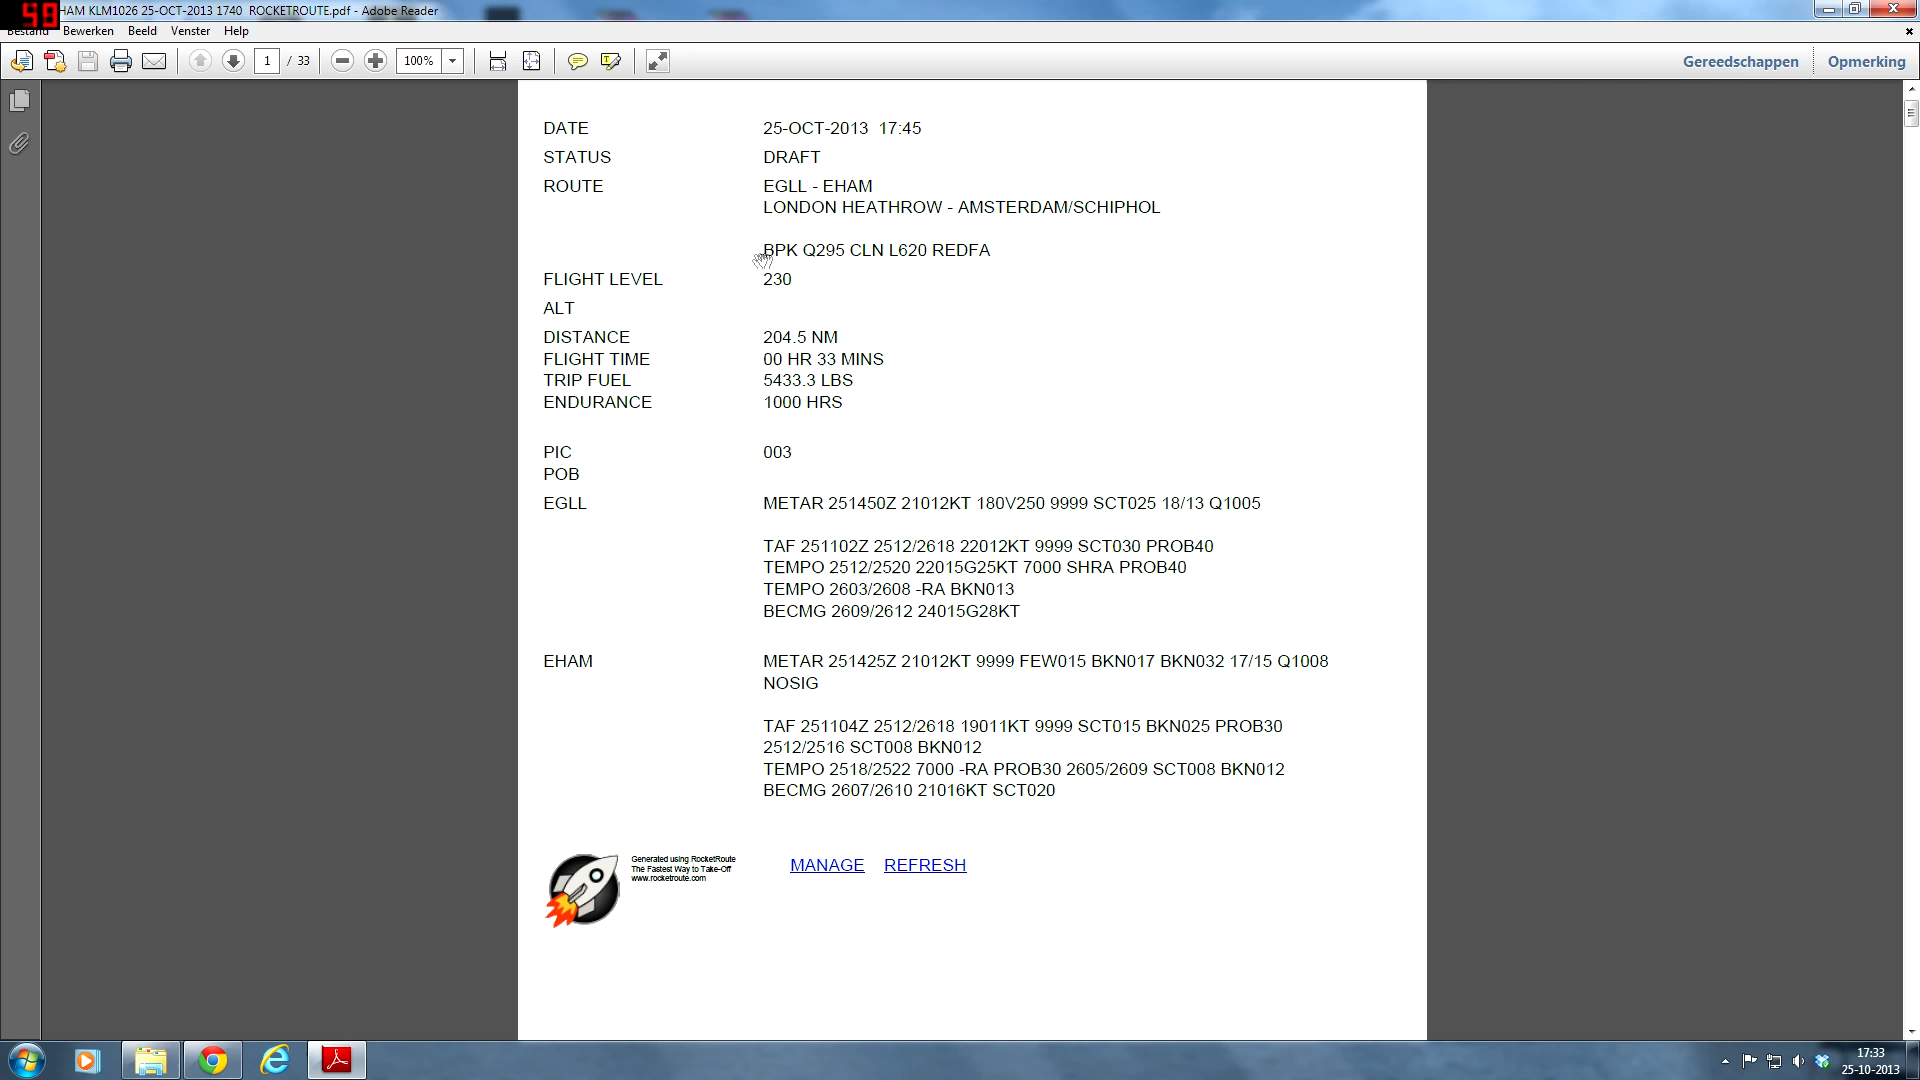 HAM KLM1026 25-OCT-2013 1740 ROCKETROUTE.pdf - Adobe Reader
Bestand Bewerken Beeld Venster Help
1 / 33 100% Gereedschappen Opmerking
DATE 25-OCT-2013 17:45
STATUS DRAFT
ROUTE EGLL - EHAM
LONDON HEATHROW - AMSTERDAM/SCHIPHOL
BPK Q295 CLN L620 REDFA
FLIGHT LEVEL 230
ALT
DISTANCE 204.5 NM
FLIGHT TIME 00 HR 33 MINS
TRIP FUEL 5433.3 LBS
ENDURANCE 1000 HRS
PIC 003
POB
EGLL METAR 251450Z 21012KT 180V250 9999 SCT025 18/13 Q1005
TAF 251102Z 2512/2618 22012KT 9999 SCT030 PROB40
TEMPO 2512/2520 22015G25KT 7000 SHRA PROB40
TEMPO 2603/2608 -RA BKN013
BECMG 2609/2612 24015G28KT
EHAM METAR 251425Z 21012KT 9999 FEW015 BKN017 BKN032 17/15 Q1008
NOSIG
TAF 251104Z 2512/2618 19011KT 9999 SCT015 BKN025 PROB30
2512/2516 SCT008 BKN012
TEMPO 2518/2522 7000 -RA PROB30 2605/2609 SCT008 BKN012
BECMG 2607/2610 21016KT SCT020
Generated using RocketRoute
The Fastest Way to Take-Off
www.rocketroute.com
MANAGE REFRESH
17:33
25-10-2013